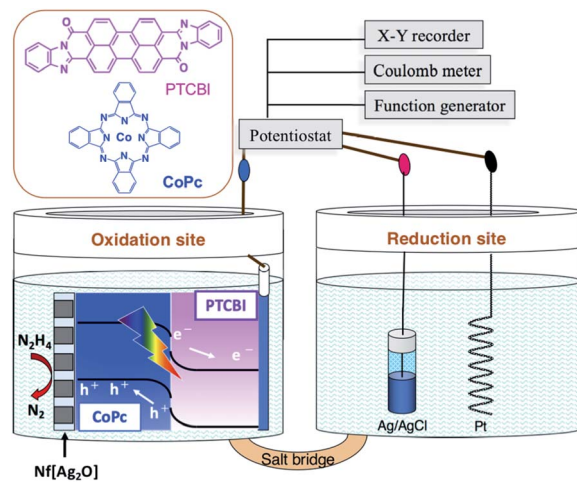 PTCBI
N
N
N
N
O
O
N
N
N
N
N
N
N
N
Co
CoPc
X-Y recorder
Coulomb meter
Function generator
Potentiostat
Oxidation site
Reduction site
PTCBI
e⁻
e⁻
N₂H₄
N₂
h⁺ h⁺
h⁺
CoPc
Nf[Ag₂O]
Ag/AgCl
Pt
Salt bridge